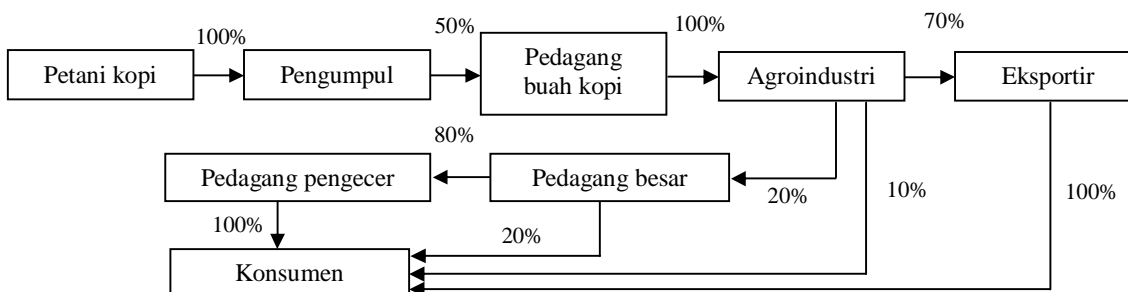 100%
50%
100%
70%
Petani kopi
Pengumpul
Pedagang
buah kopi
Agroindustri
Eksportir
80%
Pedagang pengecer
Pedagang besar
20%
10%
100%
100%
20%
Konsumen